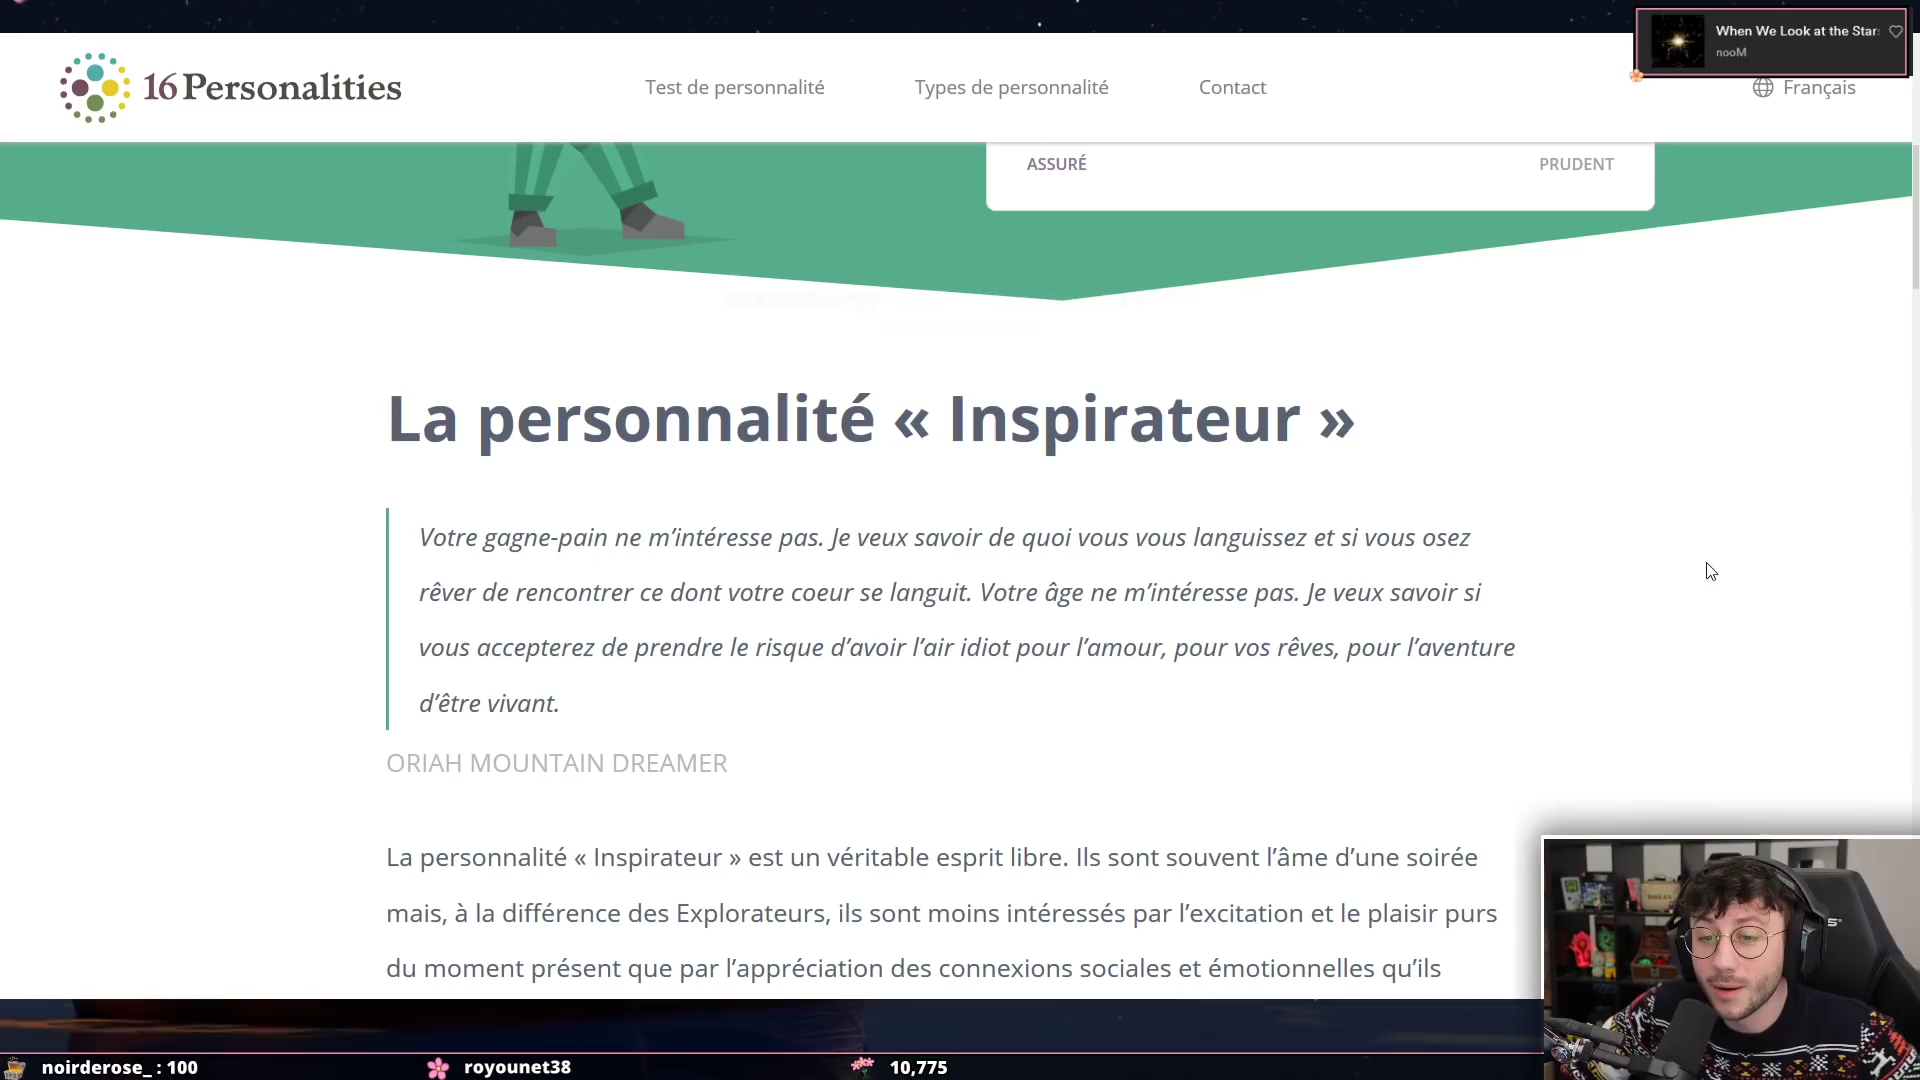 When We Look at the Star
nooM
16 Personalities
Test de personnalité
Types de personnalité
Contact
Français
ASSURÉ
PRUDENT
La personnalité « Inspirateur »
Votre gagne-pain ne m’intéresse pas. Je veux savoir de quoi vous vous languissez et si vous osez
rêver de rencontrer ce dont votre coeur se languit. Votre âge ne m’intéresse pas. Je veux savoir si
vous accepterez de prendre le risque d’avoir l’air idiot pour l’amour, pour vos rêves, pour l’aventure
d’être vivant.
ORIAH MOUNTAIN DREAMER
La personnalité « Inspirateur » est un véritable esprit libre. Ils sont souvent l’âme d’une soirée
mais, à la différence des Explorateurs, ils sont moins intéressés par l’excitation et le plaisir purs
du moment présent que par l’appréciation des connexions sociales et émotionnelles qu’ils
noirderose_ : 100
royounet38
10,775